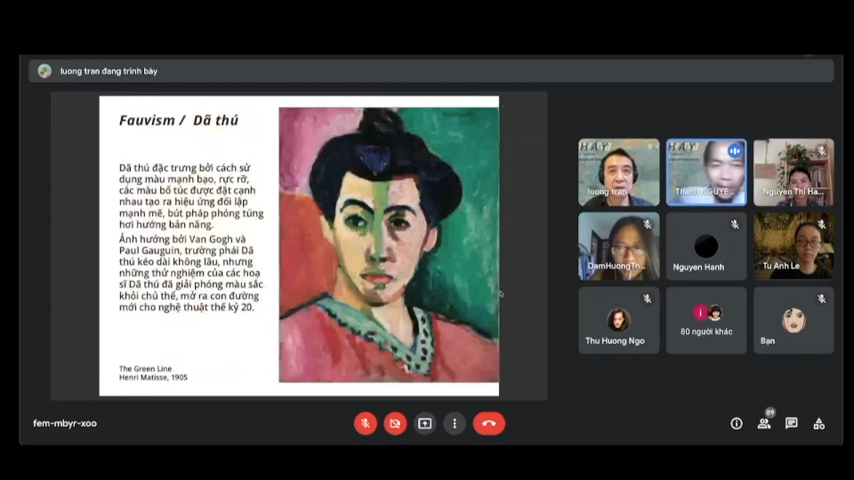 luong tran đang trình bày
Fauvism / Dã thú
Dã thú đặc trưng bởi cách sử
dụng màu mạnh bạo, rực rỡ,
các màu bổ túc được đặt cạnh
nhau tạo ra hiệu ứng đối lập
mạnh mẽ, bút pháp phóng túng
hơi hướng bản năng.
Ảnh hưởng bởi Van Gogh và
Paul Gauguin, trường phái Dã
thú kéo dài không lâu, nhưng
những thử nghiệm của các hoạ
sĩ Dã thú đã giải phóng màu sắc
khỏi chủ thể, mở ra con đường
mới cho nghệ thuật thế kỷ 20.
The Green Line
Henri Matisse, 1905
luong tran
Thanh NGUYE...
Nguyen Thi Ha...
DamHuongTh...
Nguyen Hanh
Tu Anh Le
Thu Huong Ngo
80 người khác
Bạn
fem-mbyr-xoo
89